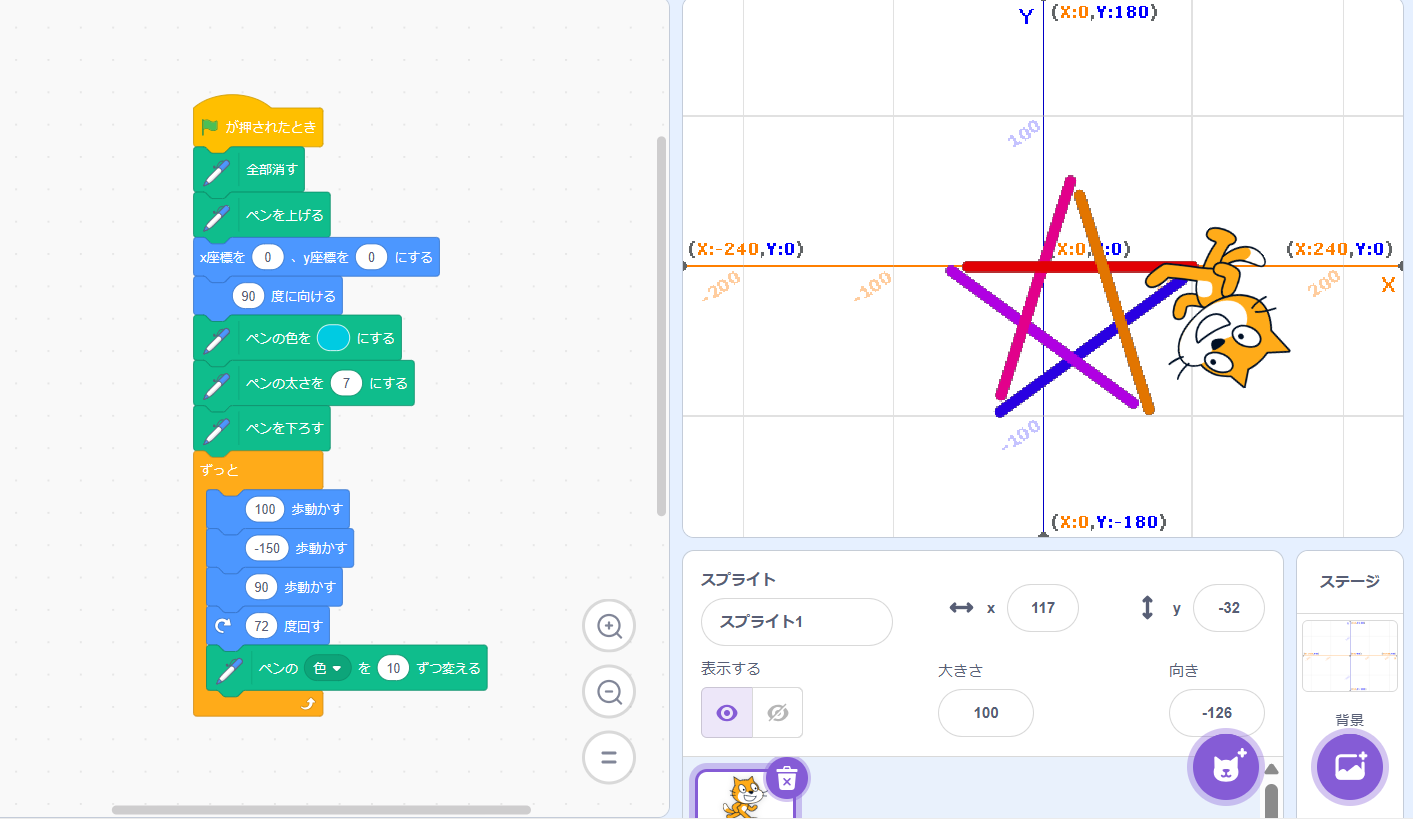 が押されたとき
全部消す
ペンを上げる
x座標を 0 、y座標を 0 にする
90 度に向ける
ペンの色を にする
ペンの太さを 7 にする
ペンを下ろす
ずっと
100 歩動かす
-150 歩動かす
90 歩動かす
72 度回す
ペンの 色 を 10 ずつ変える
Y (X:0,Y:180)
100
(X:-240,Y:0)
(X:0,Y:0)
(X:240,Y:0)
-200
-100
200
X
-100
(X:0,Y:-180)
スプライト
スプライト1
x 117
y -32
表示する
大きさ
100
向き
-126
ステージ
背景